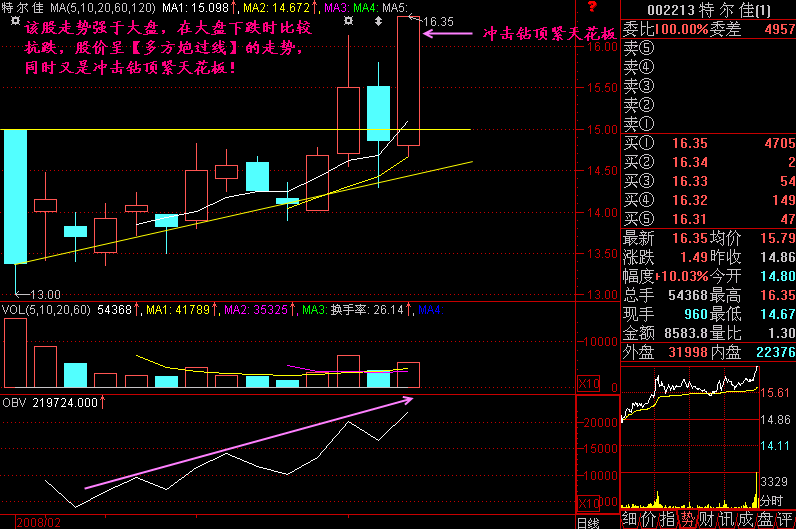 特尔佳 MA(5,10,20,60,120) MA1: 15.098↑, MA2: 14.672↑, MA3: MA4: MA5:
该股走势强于大盘，在大盘下跌时比较
抗跌，股价呈【多方炮过线】的走势，
同时又是冲击钻顶紧天花板！
16.35
冲击钻顶紧天花板
13.00
?
16.00
15.50
15.00
14.50
14.00
13.50
13.00
VOL(5,10,20,60) 54368↑, MA1: 41789↑, MA2: 35325↑, MA3: 换手率: 26.14↑, MA4
10000
X10
0
OBV 219724.000↑
20000
15000
10000
X10
2008/02
日线
002213 特尔佳(1)
委比100.00% 委差 4957
卖⑤
卖④
卖③
卖②
卖①
买① 16.35 4705
买② 16.34 2
买③ 16.33 54
买④ 16.32 149
买⑤ 16.31 47
最新 16.35 均价 15.79
涨跌 1.49 昨收 14.86
幅度+10.03% 今开 14.80
总手 54368 最高 16.35
现手 960 最低 14.67
金额 8583.8 量比 1.30
外盘 31998 内盘 22376
15.61
14.86
14.11
3329
分时
细 价 指 势 财 讯 成 盘 评